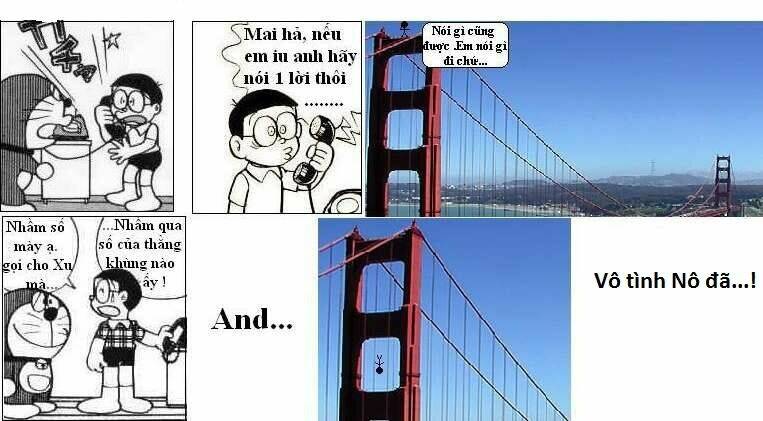 Mai hả, nếu
em iu anh hãy
nói 1 lời thôi
........
Nói gì cũng
được .Em nói gì
đi chứ...
Nhầm số
mày ạ.
gọi cho Xu
mà...
...Nhầm qua
số của thằng
khùng nào
ấy !
And...
Vô tình Nô đã...!